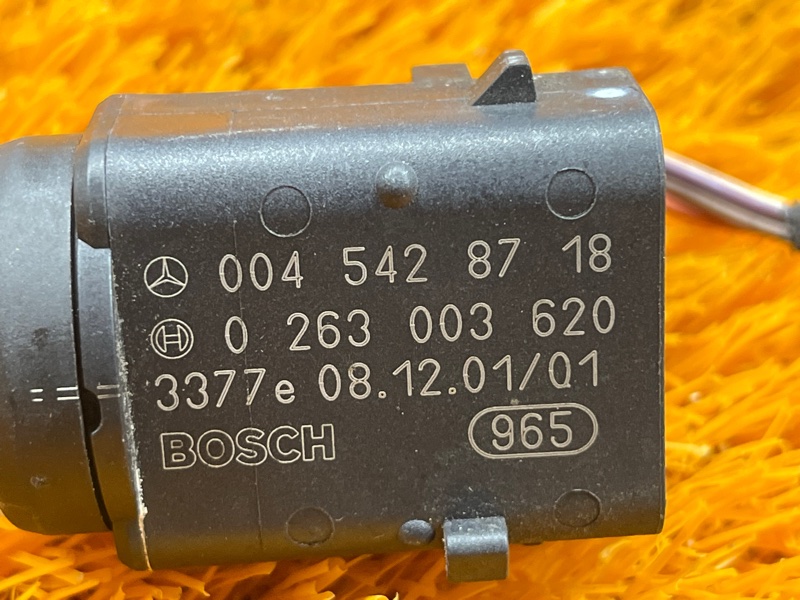 004 542 87 18
0 263 003 620
3377e 08.12.01/01
BOSCH 965